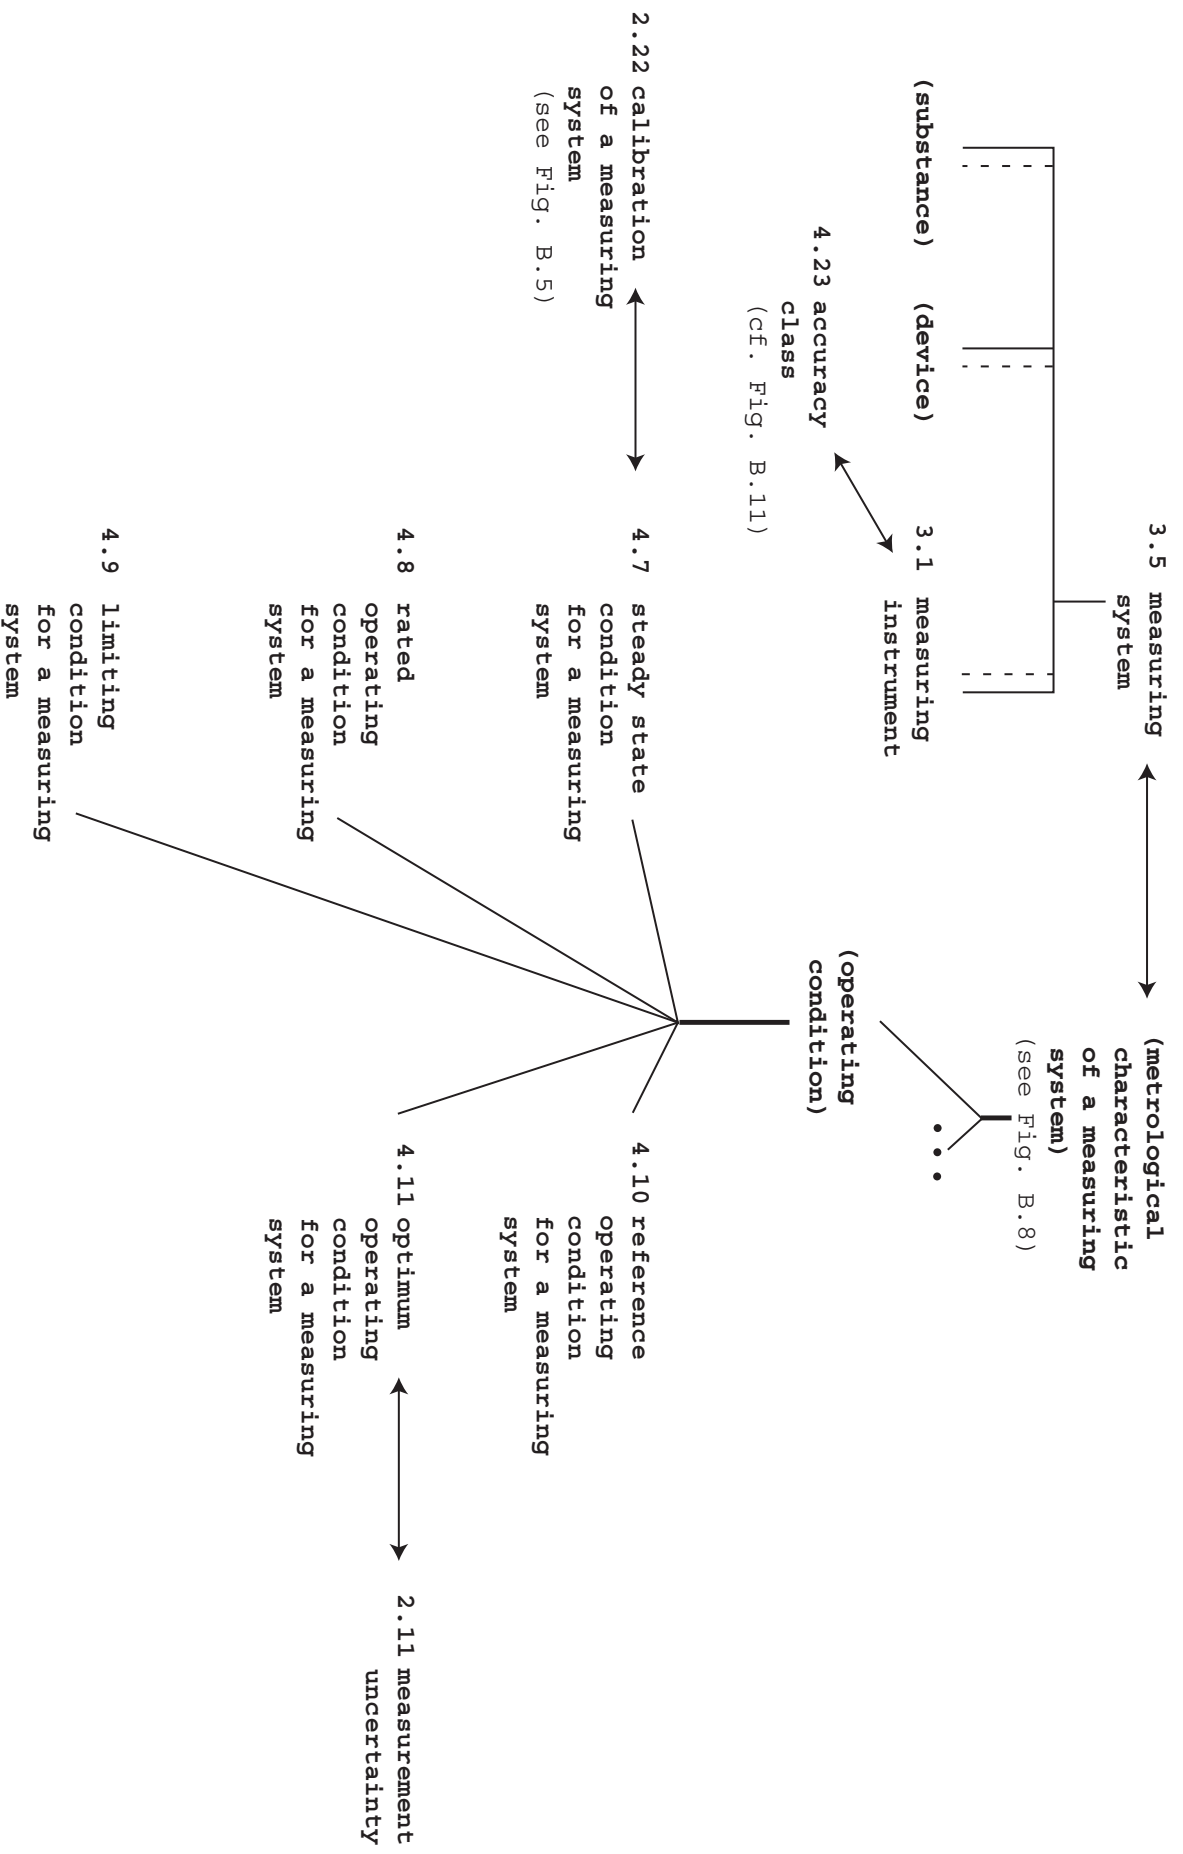 3.5 measuring
system
(metrological
characteristic
of a measuring
system)
(see Fig. B.8)
(substance)
(device)
3.1 measuring
instrument
4.23 accuracy
class
(cf. Fig. B.11)
(operating
condition)
• • •
2.22 calibration
of a measuring
system
(see Fig. B.5)
4.7 steady state
condition
for a measuring
system
4.10 reference
operating
condition
for a measuring
system
4.8 rated
operating
condition
for a measuring
system
4.11 optimum
operating
condition
for a measuring
system
2.11 measurement
uncertainty
4.9 limiting
condition
for a measuring
system